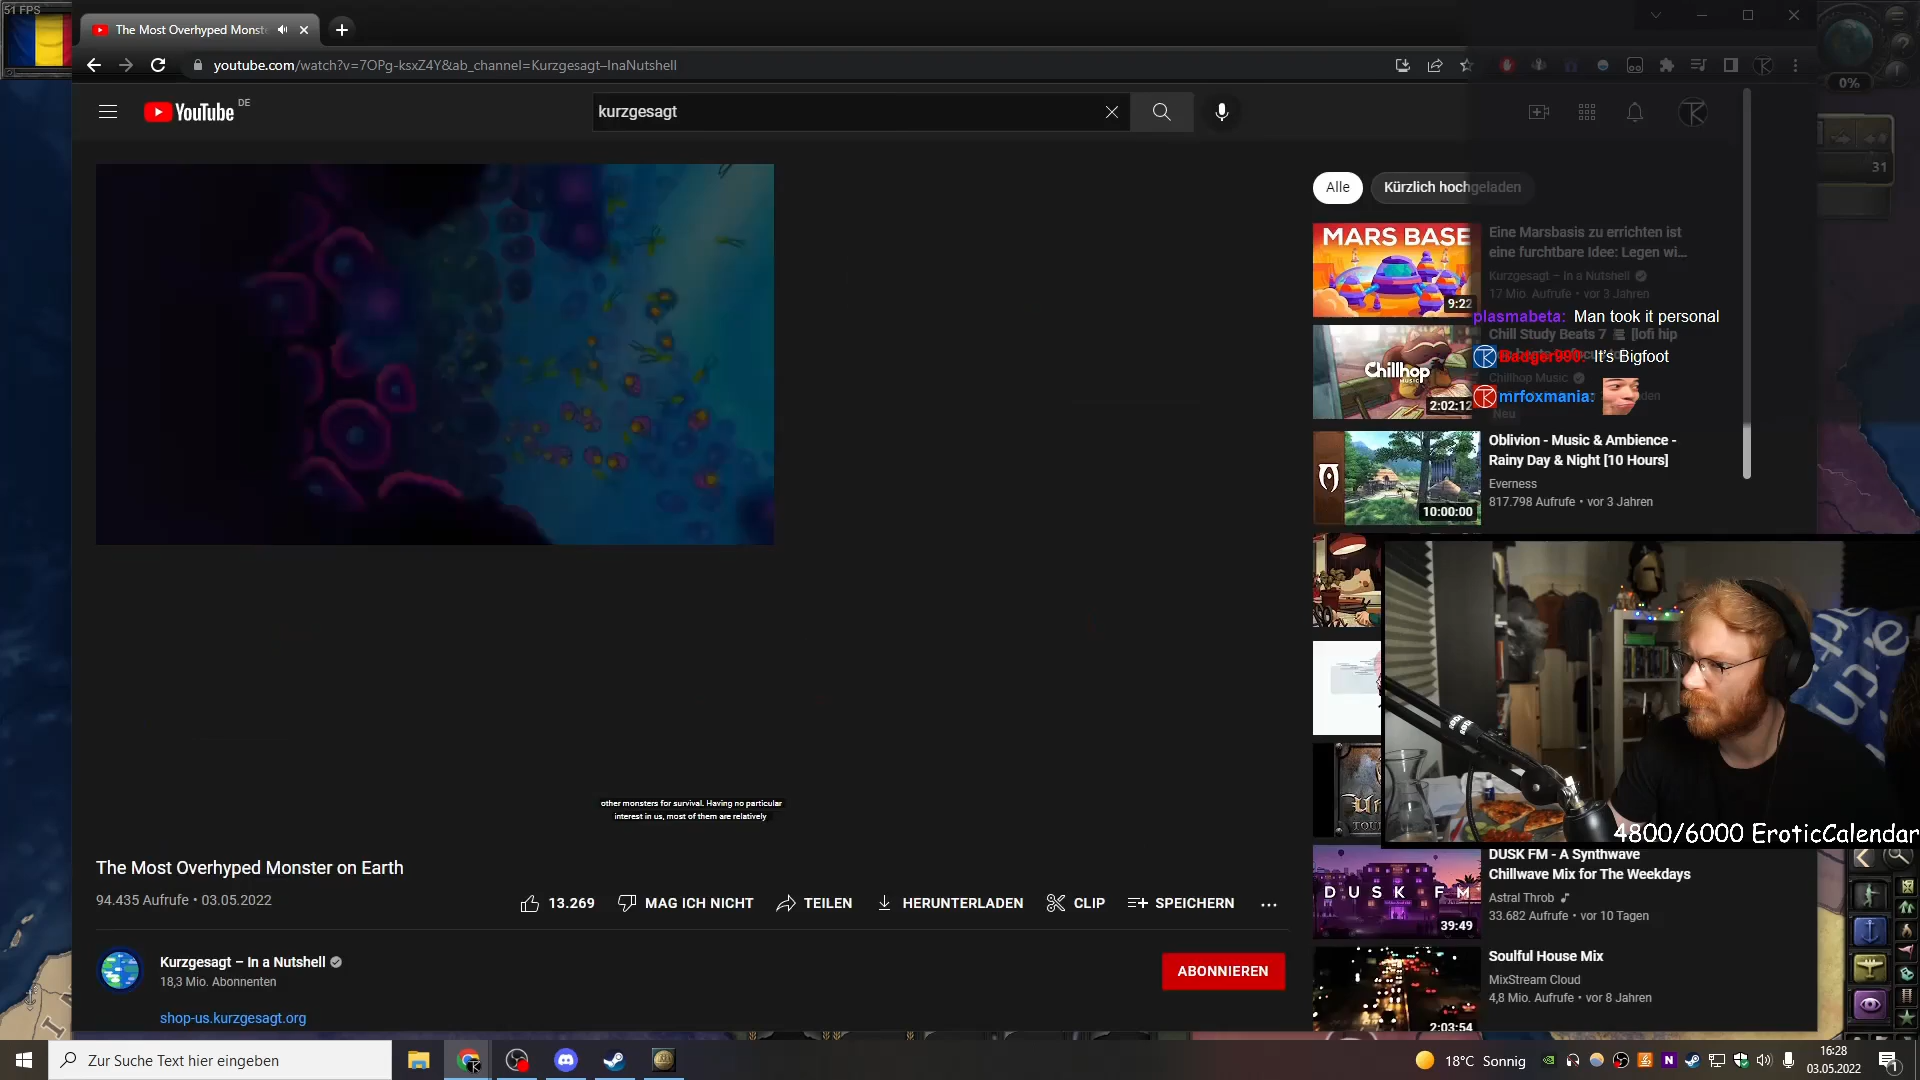 51 FPS
The Most Overhyped Monst
youtube.com/watch?v=7OPg-ksxZ4Y&ab_channel=Kurzgesagt–InaNutshell
0%
YouTube DE
kurzgesagt
31
Alle
Kürzlich hochgeladen
MARS BASE
9:22
Eine Marsbasis zu errichten ist
eine furchtbare Idee: Legen wi...
Kurzgesagt – In a Nutshell
17 Mio. Aufrufe • vor 3 Jahren
plasmabeta: Man took it personal
Chill Study Beats 7 [lofi hip
Badger990: It's Bigfoot
Chillhop Music
Chillhop
MUSIC
2:02:12
mrfoxmania:
Neu
Oblivion - Music & Ambience -
Rainy Day & Night [10 Hours]
Everness
817.798 Aufrufe • vor 3 Jahren
10:00:00
other monsters for survival. Having no particular
interest in us, most of them are relatively
4800/6000 EroticCalendar
The Most Overhyped Monster on Earth
94.435 Aufrufe • 03.05.2022
13.269
MAG ICH NICHT
TEILEN
HERUNTERLADEN
CLIP
SPEICHERN
Kurzgesagt – In a Nutshell
18,3 Mio. Abonnenten
ABONNIEREN
shop-us.kurzgesagt.org
DUSK FM
39:49
DUSK FM - A Synthwave
Chillwave Mix for The Weekdays
Astral Throb
33.682 Aufrufe • vor 10 Tagen
2:03:54
Soulful House Mix
MixStream Cloud
4,8 Mio. Aufrufe • vor 8 Jahren
Zur Suche Text hier eingeben
18°C Sonnig
16:28
03.05.2022
1